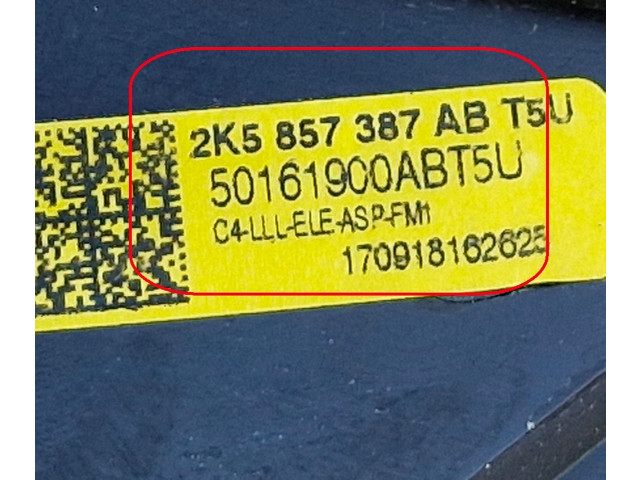 2K5 857 387 AB T5U
50161900ABT5U
C4-LLL-ELE-ASP-FM1
170918162625